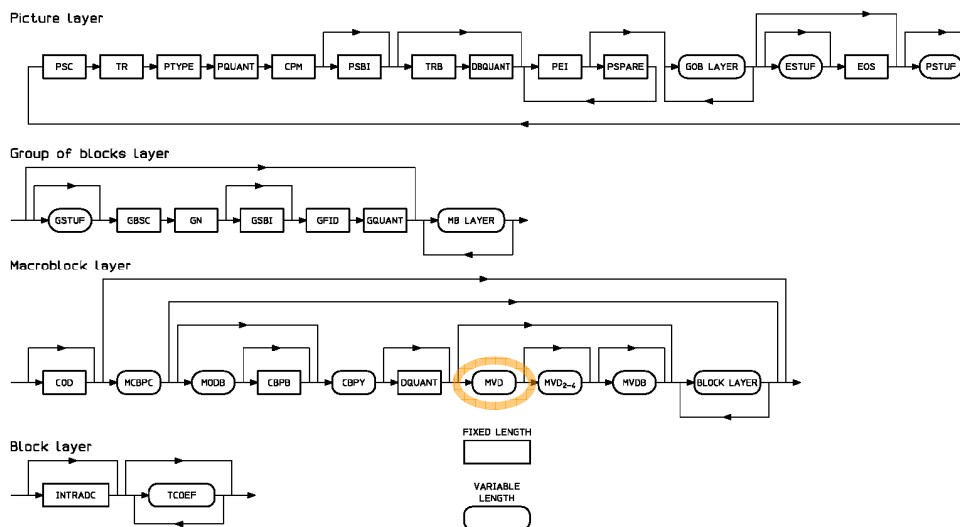 Picture layer
PSC TR PTYPE PQUANT CPM PSBI TRB DBQUANT PEI PSPARE GOB LAYER ESTUF EOS PSTUF
Group of blocks layer
GSTUF GBSC GN GSBI GFID GQUANT MB LAYER
Macroblock layer
COD MCBPC MODB CBPB CBPY DQUANT MVD MVD₂₋₄ MVDB BLOCK LAYER
FIXED LENGTH
Block layer
INTRADC TCOEF
VARIABLE
LENGTH